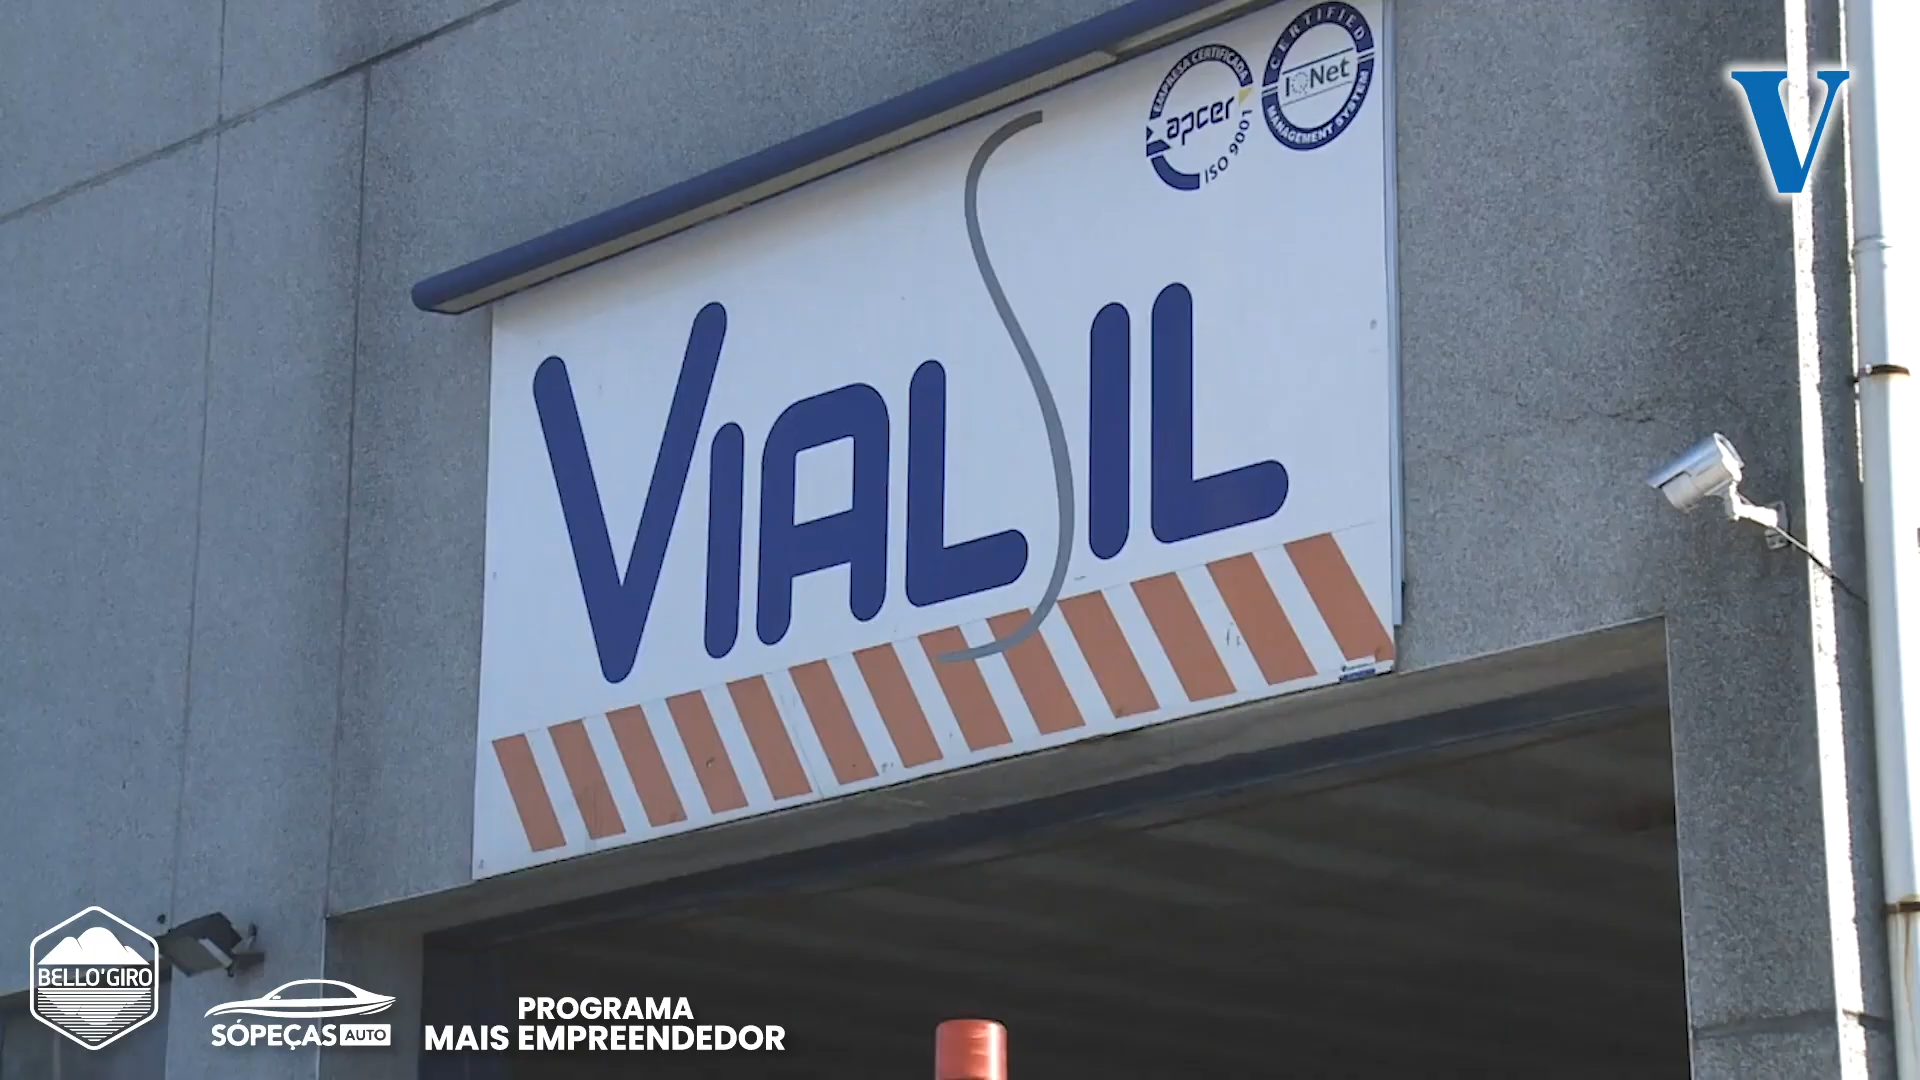 CERTIFIED
IQNet
MANAGEMENT SYSTEM
EMPRESA CERTIFICADA
apcer
ISO 9001
V
VIALSIL
BELLO'GIRO
SÓPEÇAS AUTO
PROGRAMA
MAIS EMPREENDEDOR